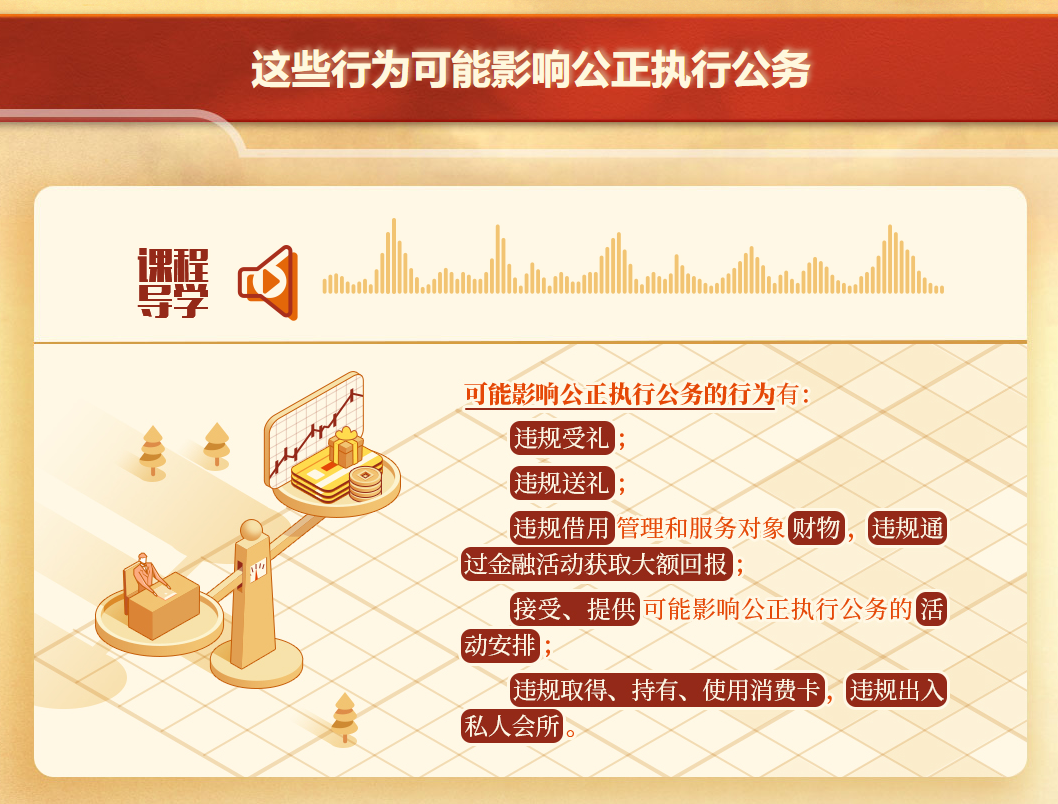 这些行为可能影响公正执行公务
课程
导学
可能影响公正执行公务的行为有：
违规受礼；
违规送礼；
违规借用管理和服务对象财物，违规通
过金融活动获取大额回报；
接受、提供可能影响公正执行公务的活
动安排；
违规取得、持有、使用消费卡，违规出入
私人会所。